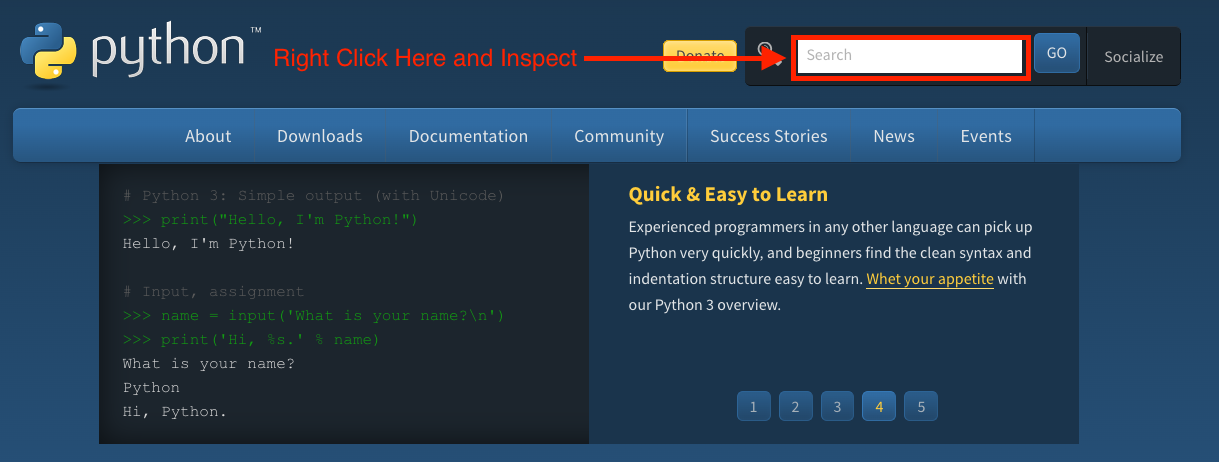 python™
Right Click Here and Inspect
Donate
Search
GO
Socialize
About
Downloads
Documentation
Community
Success Stories
News
Events
# Python 3: Simple output (with Unicode)
>>> print("Hello, I'm Python!")
Hello, I'm Python!
# Input, assignment
>>> name = input('What is your name?\n')
>>> print('Hi, %s.' % name)
What is your name?
Python
Hi, Python.
Quick & Easy to Learn
Experienced programmers in any other language can pick up
Python very quickly, and beginners find the clean syntax and
indentation structure easy to learn. Whet your appetite with
our Python 3 overview.
1
2
3
4
5